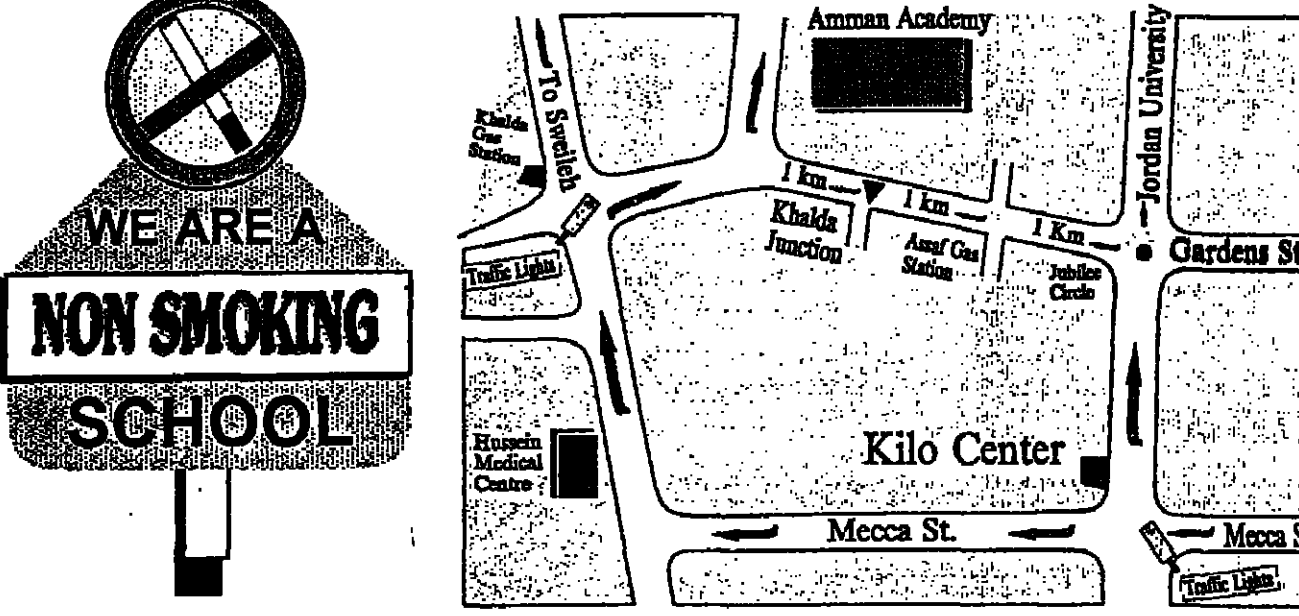 WE ARE A
NON SMOKING
SCHOOL
Amman Academy
To Sweileh
Khalda
Gas
Station
Jordan University
1 km
1 km
1 Km
Khalda
Junction
Assaf Gas
Station
Jubilee
Circle
Gardens St
Traffic Lights
Hussein
Medical
Centre
Kilo Center
Mecca St.
Mecca S
Traffic Lights